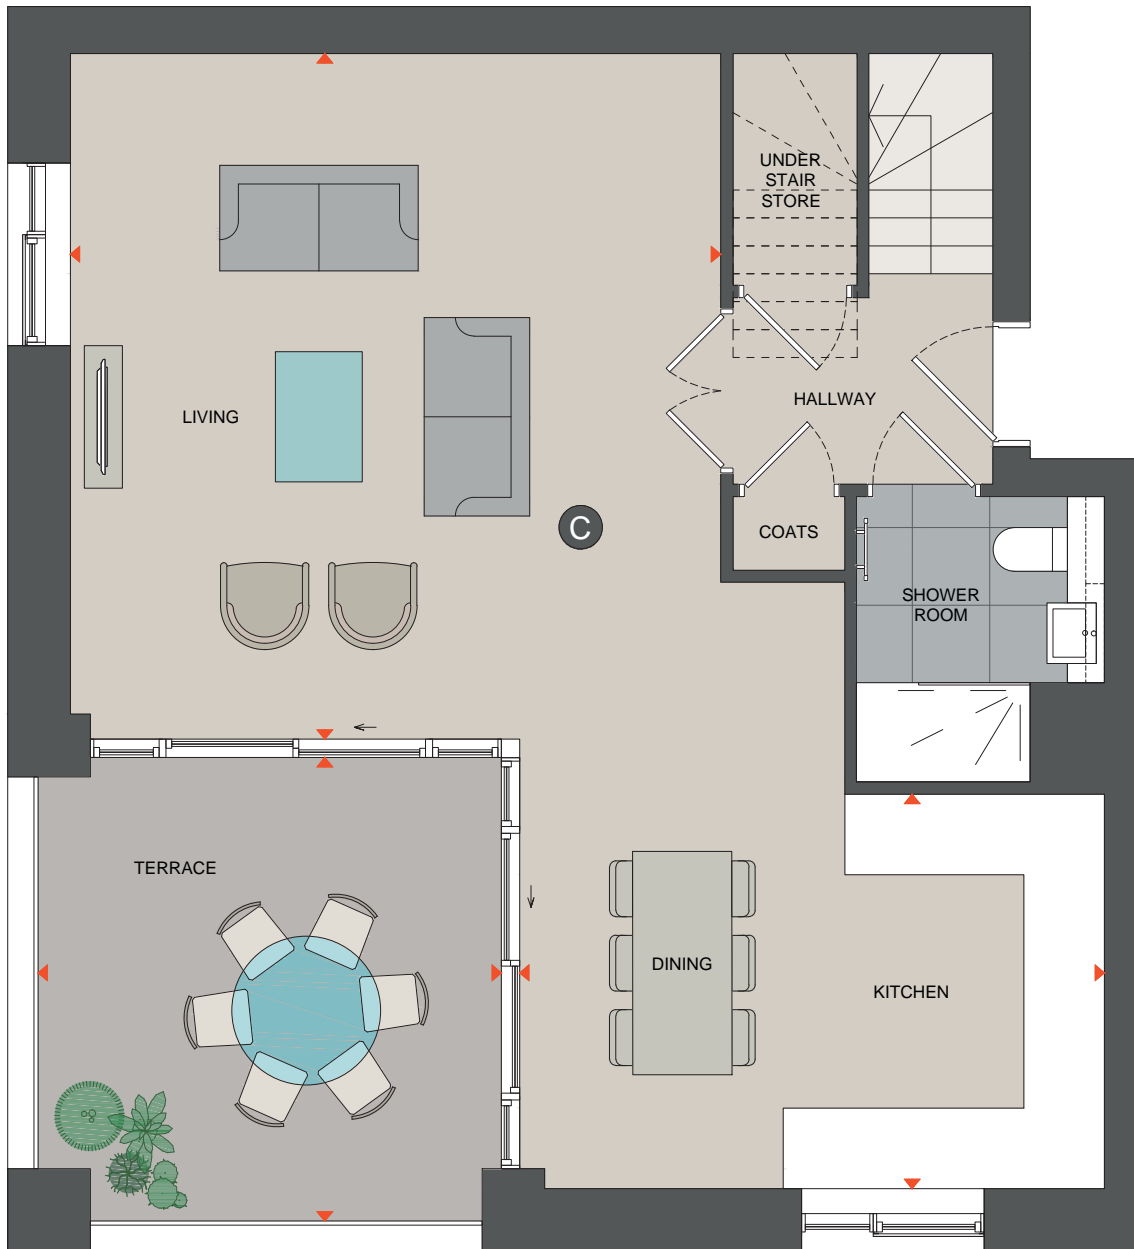 UNDER
STAIR
STORE
HALLWAY
LIVING
C
COATS
SHOWER
ROOM
TERRACE
DINING
KITCHEN